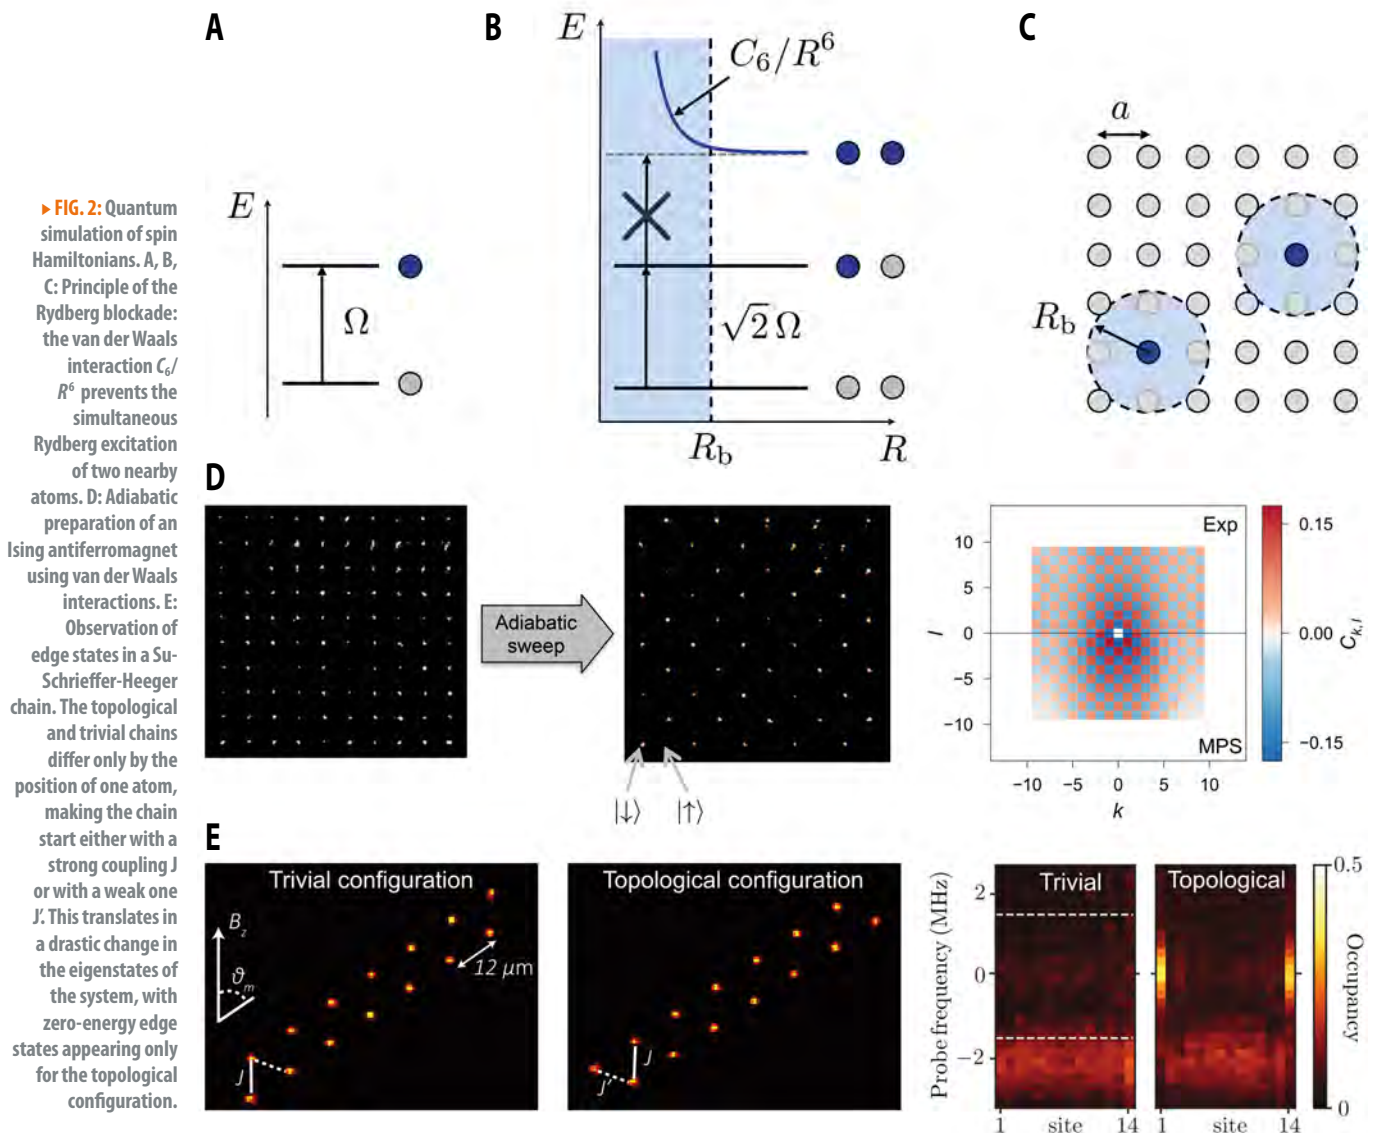 ▸ FIG. 2: Quantum
simulation of spin
Hamiltonians. A, B,
C: Principle of the
Rydberg blockade:
the van der Waals
interaction C₆/
R⁶ prevents the
simultaneous
Rydberg excitation
of two nearby
atoms. D: Adiabatic
preparation of an
Ising antiferromagnet
using van der Waals
interactions. E:
Observation of
edge states in a Su-
Schrieffer-Heeger
chain. The topological
and trivial chains
differ only by the
position of one atom,
making the chain
start either with a
strong coupling J
or with a weak one
J'. This translates in
a drastic change in
the eigenstates of
the system, with
zero-energy edge
states appearing only
for the topological
configuration.
A
E
Ω
B
E
C₆/R⁶
√2 Ω
R_b
R
C
a
R_b
D
Adiabatic
sweep
|↓⟩ |↑⟩
Exp
MPS
l
10
5
0
−5
−10
−10 −5 0 5 10
k
0.15
0.00
−0.15
C_{k,l}
E
Trivial configuration
B_z
ϑ_m
J
12 μm
Topological configuration
J
J'
Probe frequency (MHz)
2
0
−2
Trivial
1 site 14
Topological
1 site 14
0.5
0
Occupancy